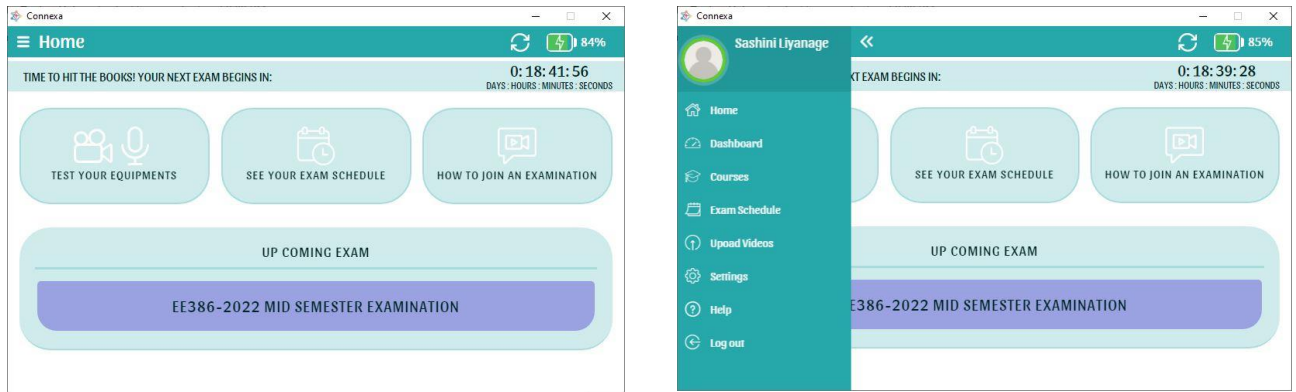 Connexa
Home
84%
TIME TO HIT THE BOOKS! YOUR NEXT EXAM BEGINS IN:
0: 18: 41: 56
DAYS : HOURS : MINUTES : SECONDS
TEST YOUR EQUIPMENTS
SEE YOUR EXAM SCHEDULE
HOW TO JOIN AN EXAMINATION
UP COMING EXAM
EE386-2022 MID SEMESTER EXAMINATION
Connexa
Sashini Liyanage
85%
XT EXAM BEGINS IN:
0: 18: 39: 28
DAYS : HOURS : MINUTES : SECONDS
Home
Dashboard
Courses
Exam Schedule
Upoad Videos
Settings
Help
Log out
SEE YOUR EXAM SCHEDULE
HOW TO JOIN AN EXAMINATION
UP COMING EXAM
E386-2022 MID SEMESTER EXAMINATION